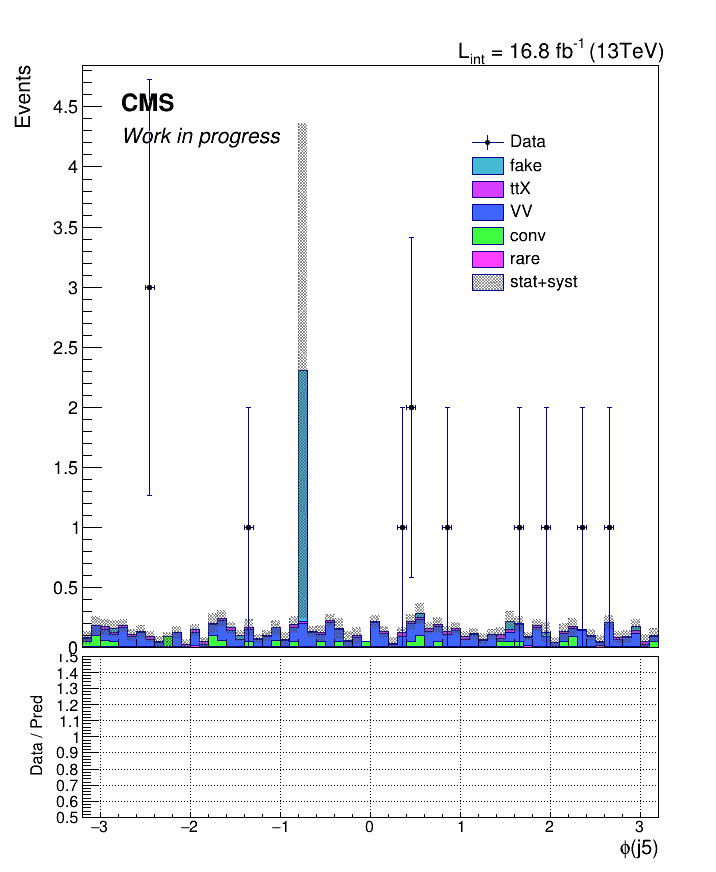 L_int = 16.8 fb^-1 (13TeV)
Events
CMS
Work in progress
Data
fake
ttX
VV
conv
rare
stat+syst
4.5
4
3.5
3
2.5
2
1.5
1
0.5
0
Data / Pred
1.5
1.4
1.3
1.2
1.1
1
0.9
0.8
0.7
0.6
0.5
−3 −2 −1 0 1 2 3
ϕ(j5)